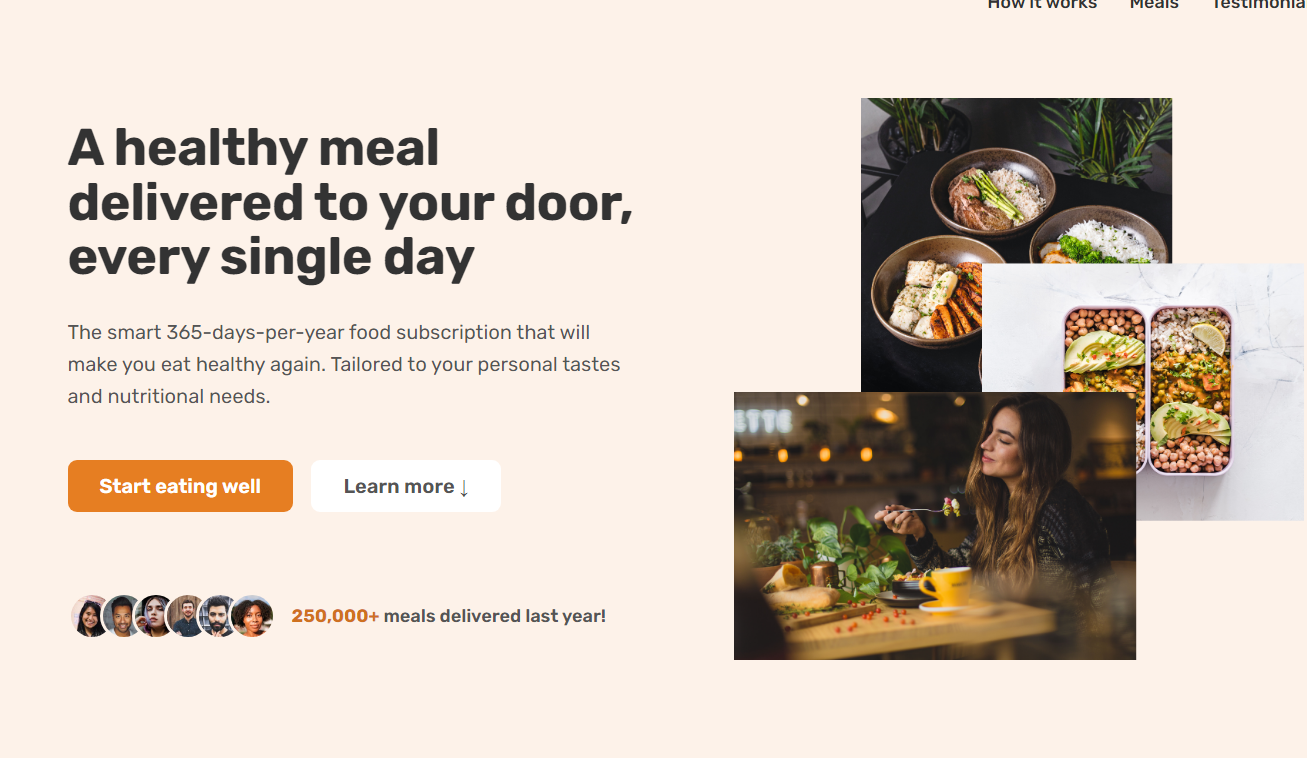 How it works Meals
A healthy meal
delivered to your door,
every single day
The smart 365-days-per-year food subscription that will
make you eat healthy again. Tailored to your personal tastes
and nutritional needs.
Start eating well Learn more ↓
250,000+ meals delivered last year!